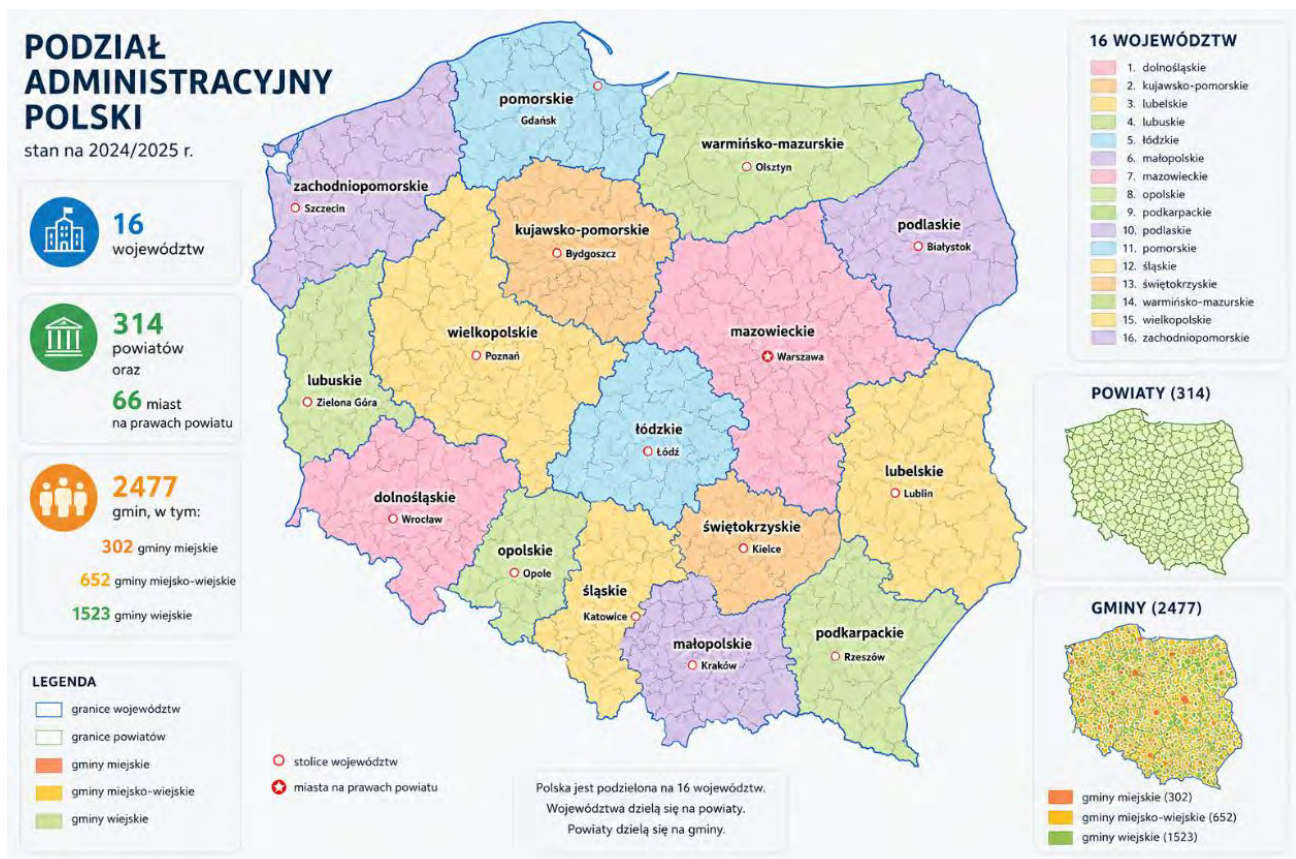 PODZIAŁ
ADMINISTRACYJNY
POLSKI
stan na 2024/2025 r.
16
województw
314
powiatów
oraz
66 miast
na prawach powiatu
2477
gmin, w tym:
302 gminy miejskie
652 gminy miejsko-wiejskie
1523 gminy wiejskie
LEGENDA
granice województw
granice powiatów
gminy miejskie
gminy miejsko-wiejskie
gminy wiejskie
pomorskie
Gdańsk
warmińsko-mazurskie
Olsztyn
zachodniopomorskie
Szczecin
kujawsko-pomorskie
Bydgoszcz
podlaskie
Białystok
wielkopolskie
Poznań
mazowieckie
Warszawa
lubuskie
Zielona Góra
łódzkie
Łódź
lubelskie
Lublin
dolnośląskie
Wrocław
świętokrzyskie
Kielce
opolskie
Opole
śląskie
Katowice
małopolskie
Kraków
podkarpackie
Rzeszów
stolice województw
miasta na prawach powiatu
Polska jest podzielona na 16 województw.
Województwa dzielą się na powiaty.
Powiaty dzielą się na gminy.
16 WOJEWÓDZTW
1. dolnośląskie
2. kujawsko-pomorskie
3. lubelskie
4. lubuskie
5. łódzkie
6. małopolskie
7. mazowieckie
8. opolskie
9. podkarpackie
10. podlaskie
11. pomorskie
12. śląskie
13. świętokrzyskie
14. warmińsko-mazurskie
15. wielkopolskie
16. zachodniopomorskie
POWIATY (314)
GMINY (2477)
gminy miejskie (302)
gminy miejsko-wiejskie (652)
gminy wiejskie (1523)